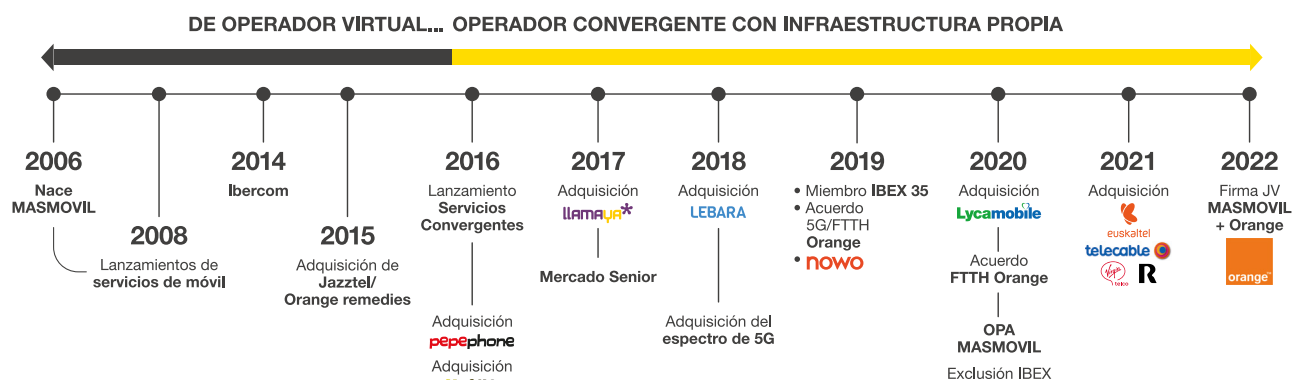 DE OPERADOR VIRTUAL... OPERADOR CONVERGENTE CON INFRAESTRUCTURA PROPIA
2006
Nace
MASMOVIL
2008
Lanzamientos de
servicios de móvil
2014
Ibercom
2015
Adquisición de
Jazztel/
Orange remedies
2016
Lanzamiento
Servicios
Convergentes
Adquisición
pepephone
Adquisición
2017
Adquisición
LLAMAYA*
Mercado Senior
2018
Adquisición
LEBARA
Adquisición del
espectro de 5G
2019
• Miembro IBEX 35
• Acuerdo
5G/FTTH
Orange
• nowo
2020
Adquisición
Lycamobile
Acuerdo
FTTH Orange
OPA
MASMOVIL
Exclusión IBEX
2021
Adquisición
euskaltel
telecable
Virgin
telco
R
2022
Firma JV
MASMOVIL
+ Orange
orange™